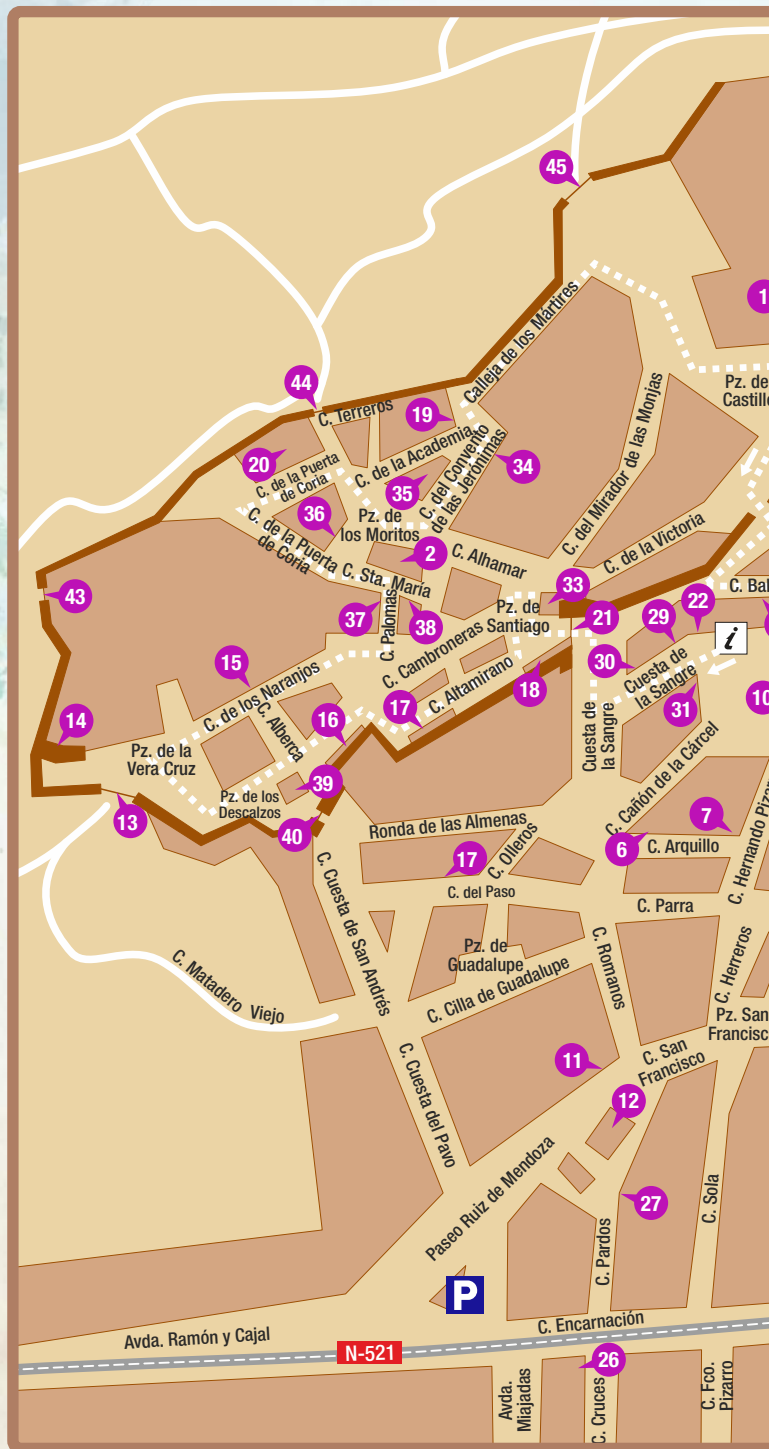 45
1
Calleja de los Mártires
Pz. de
Castill
44
C. Terreros
19
C. de la Academia
C. del Convento
de las Jerónimas
34
C. del Mirador de las Monjas
20
C. de la Puerta
de Coria
35
36
Pz. de
los Moritos
C. de la Puerta
de Coria
2
C. Alhamar
C. de la Victoria
C. Sta. María
33
C. Bal
43
37
38
C. Palomas
Pz. de
Santiago
21
29
22
i
C. Cambroneras
30
Cuesta de
la Sangre
15
C. de los Naranjos
C. Altamirano
18
31
10
14
C. Alberca
16
17
Cuesta de
la Sangre
Pz. de la
Vera Cruz
C. Cañón de la Cárcel
Pz. de los
Descalzos
39
13
40
Ronda de las Almenas
7
6
C. Arquillo
C. Hernando Pizar
17
C. Olleros
C. del Paso
C. Parra
C. Cuesta de San Andrés
Pz. de
Guadalupe
C. Romanos
C. Herreros
C. Matadero Viejo
C. Cilla de Guadalupe
Pz. San
Francisc
C. San
Francisco
11
C. Cuesta del Pavo
12
Paseo Ruiz de Mendoza
27
C. Sola
C. Pardos
P
C. Encarnación
Avda. Ramón y Cajal
N-521
26
Avda.
Miajadas
C. Cruces
C. Fco.
Pizarro